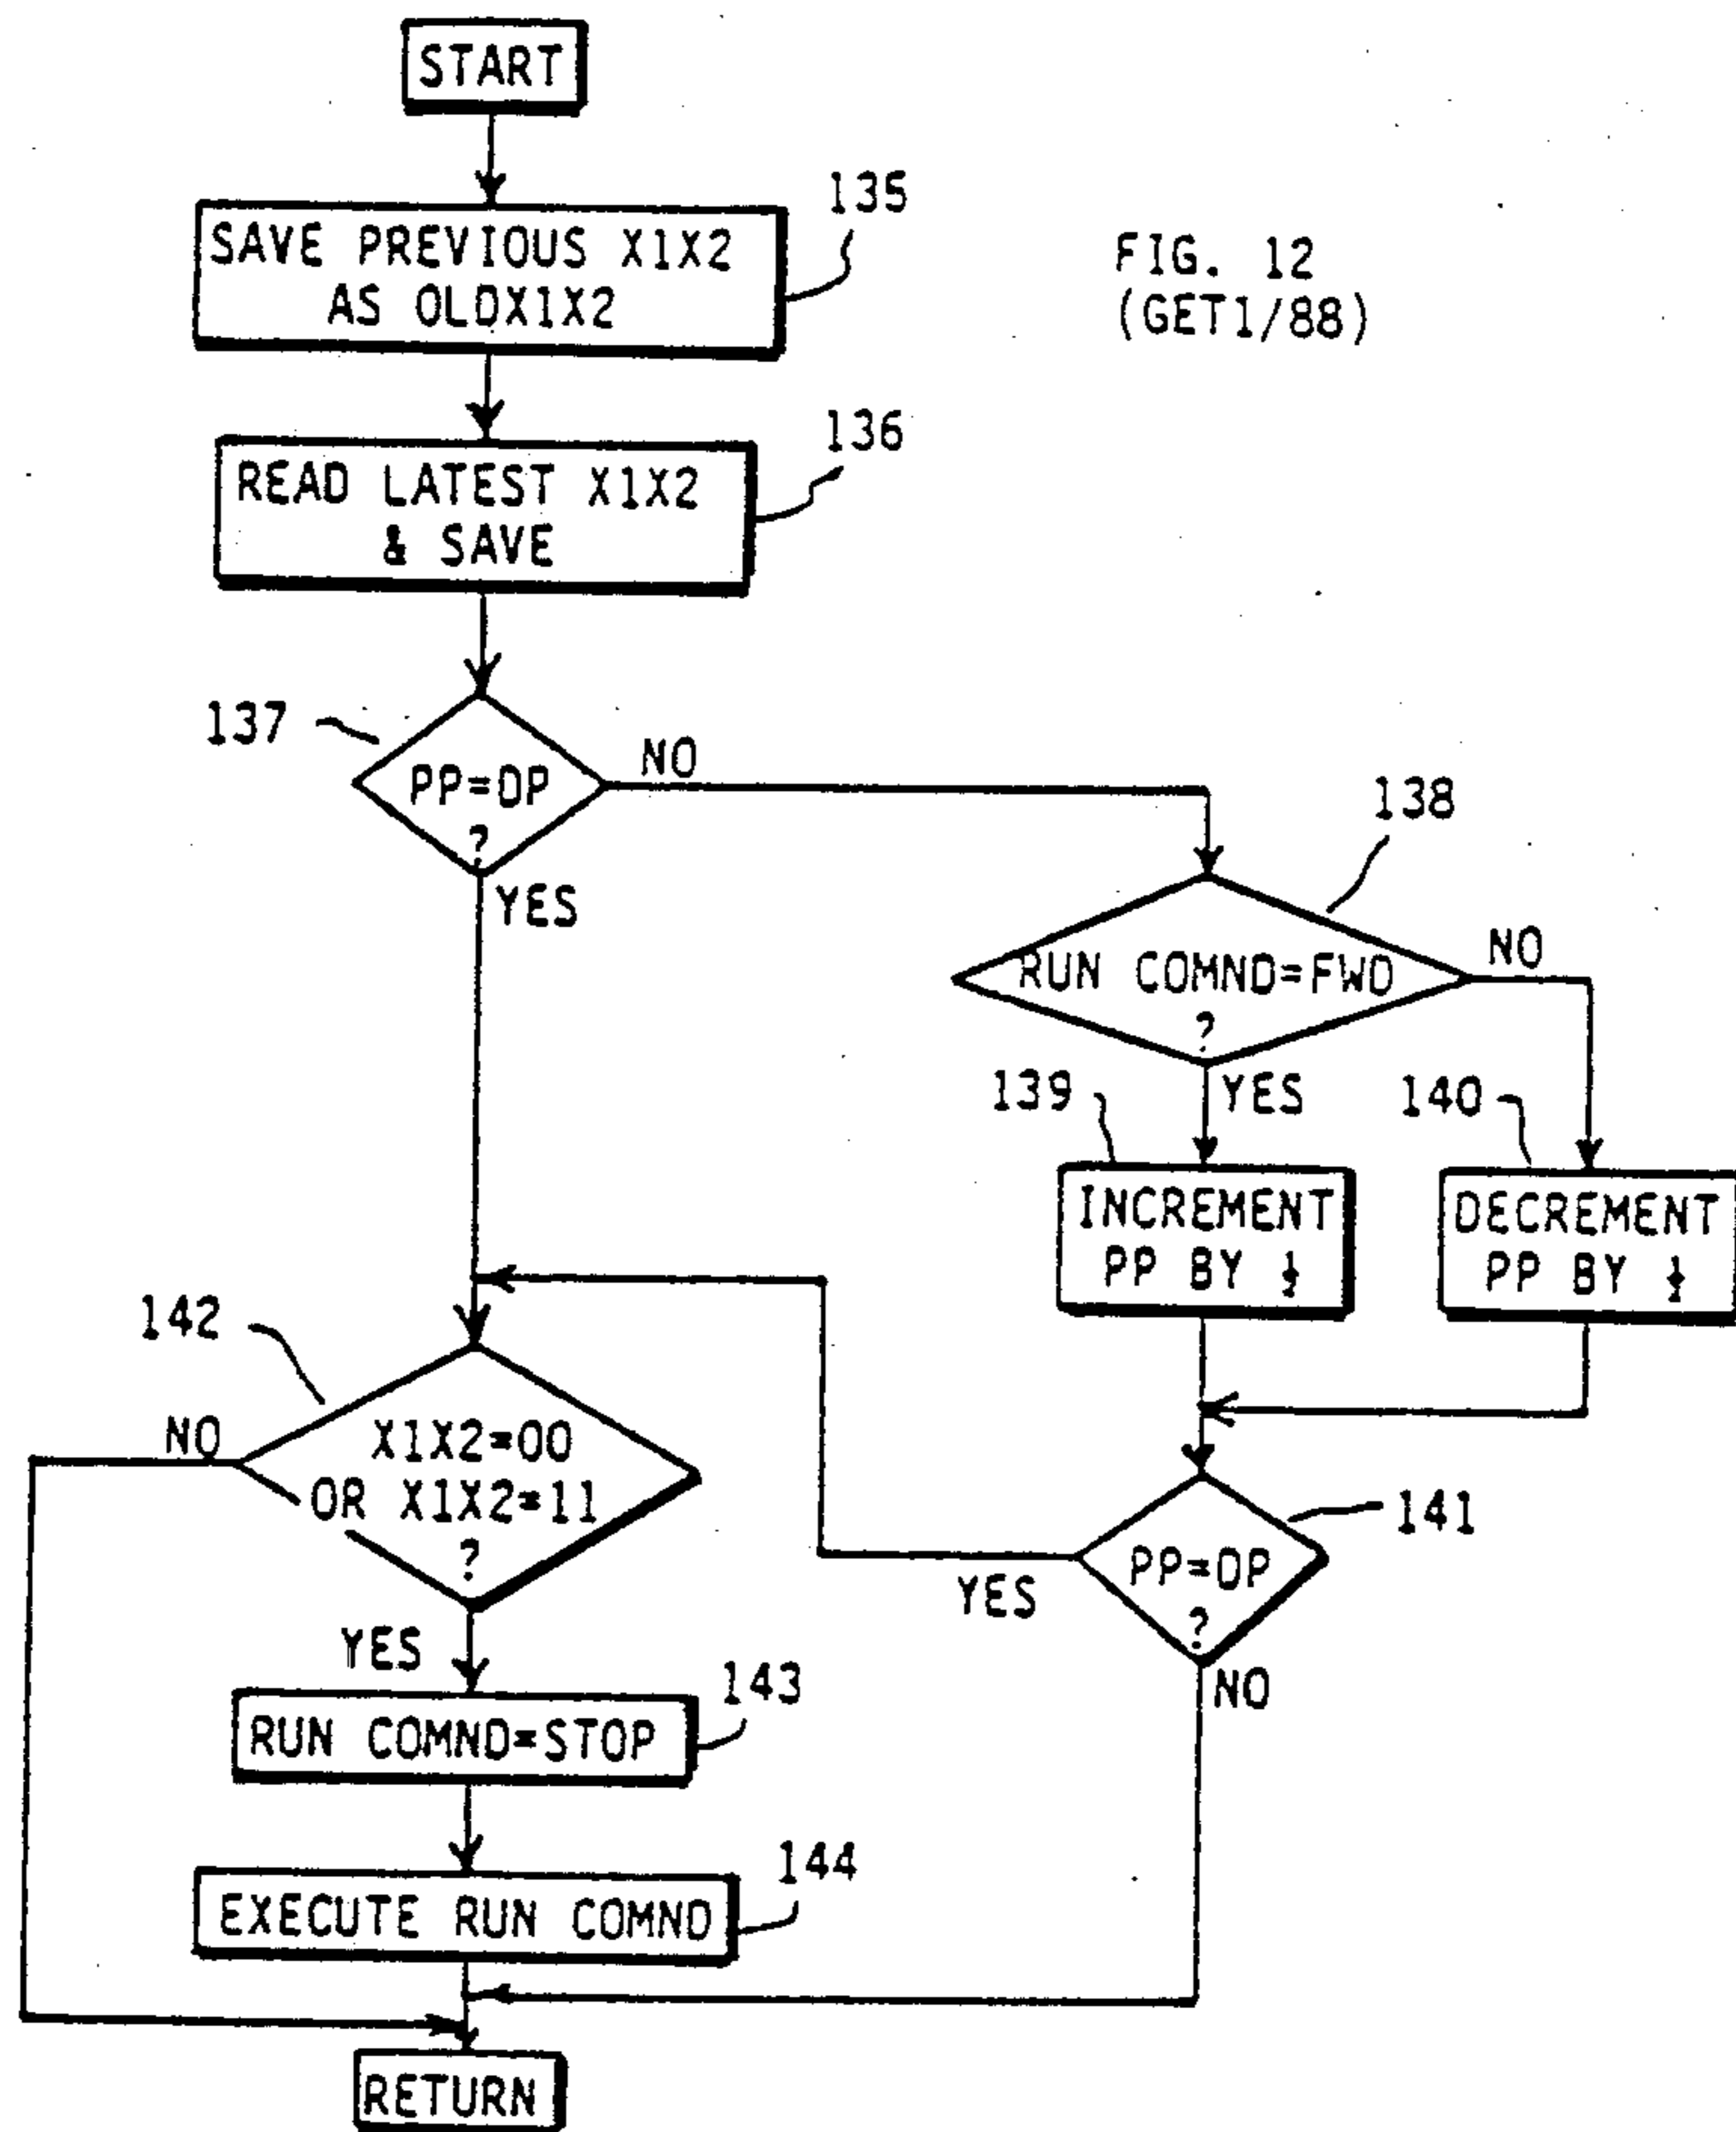 START
SAVE PREVIOUS X1X2
AS OLDX1X2
135
FIG. 12
(GET1/88)
READ LATEST X1X2
& SAVE
136
137
PP=DP
?
NO
YES
138
RUN COMND=FWD
?
NO
YES
139
INCREMENT
PP BY ½
140
DECREMENT
PP BY ½
142
X1X2=00
OR X1X2=11
?
NO
YES
141
PP=DP
?
YES
NO
143
RUN COMND=STOP
144
EXECUTE RUN COMND
RETURN